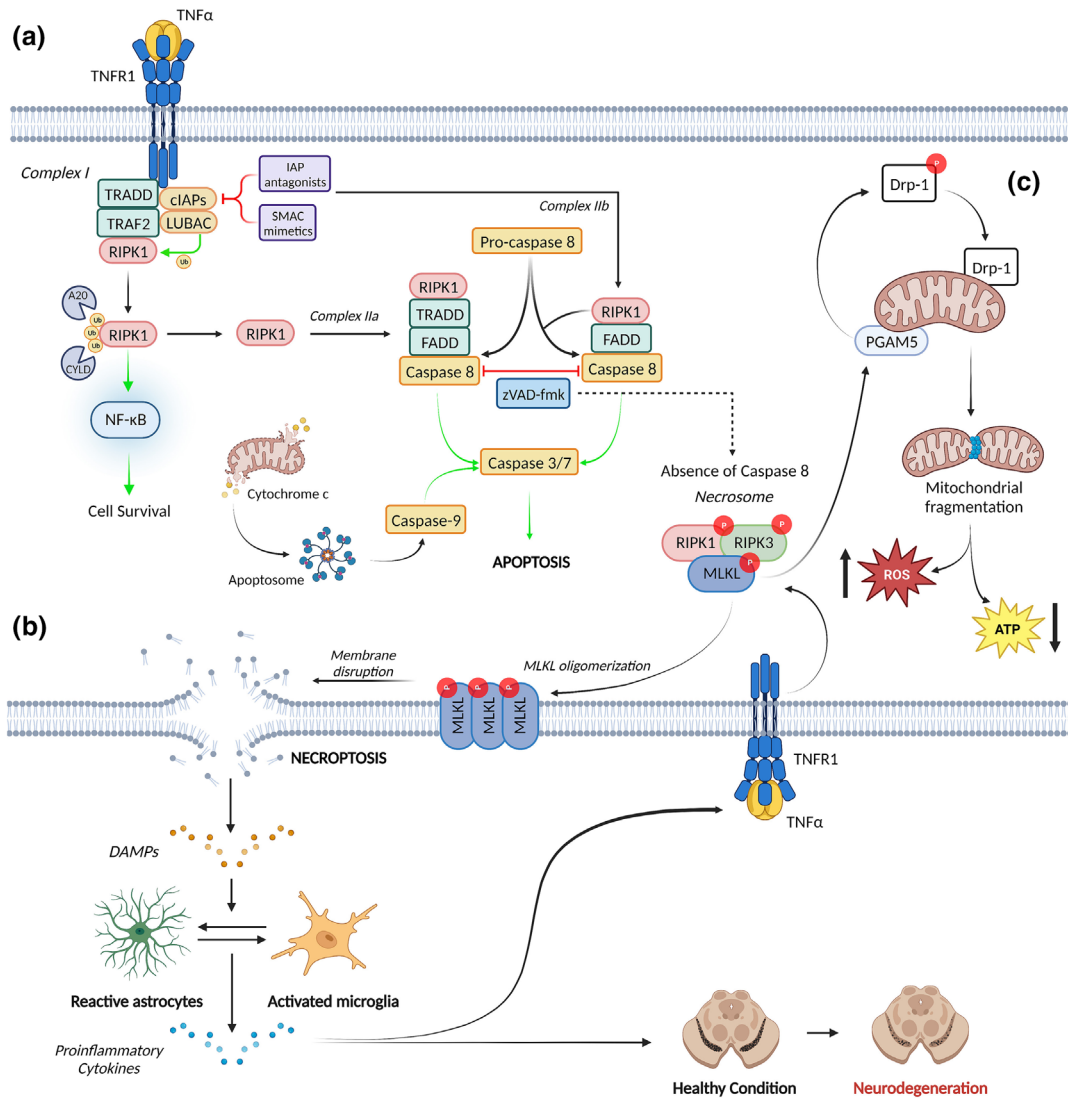 (a)
TNFα
TNFR1
Complex I
TRADD
cIAPs
TRAF2
LUBAC
RIPK1
Ub
IAP
antagonists
SMAC
mimetics
Complex IIb
Pro-caspase 8
A20
Ub
Ub
Ub
CYLD
RIPK1
RIPK1
Complex IIa
RIPK1
TRADD
FADD
Caspase 8
RIPK1
FADD
Caspase 8
zVAD-fmk
NF-κB
Cell Survival
Cytochrome c
Apoptosome
Caspase-9
Caspase 3/7
APOPTOSIS
Absence of Caspase 8
Necrosome
P
P
RIPK1
RIPK3
P
MLKL
(c)
P
Drp-1
Drp-1
PGAM5
Mitochondrial
fragmentation
ROS
ATP
(b)
Membrane
disruption
MLKL oligomerization
P
P
P
MLKL
MLKL
MLKL
NECROPTOSIS
TNFR1
TNFα
DAMPs
Reactive astrocytes
Activated microglia
Proinflammatory
Cytokines
Healthy Condition
Neurodegeneration